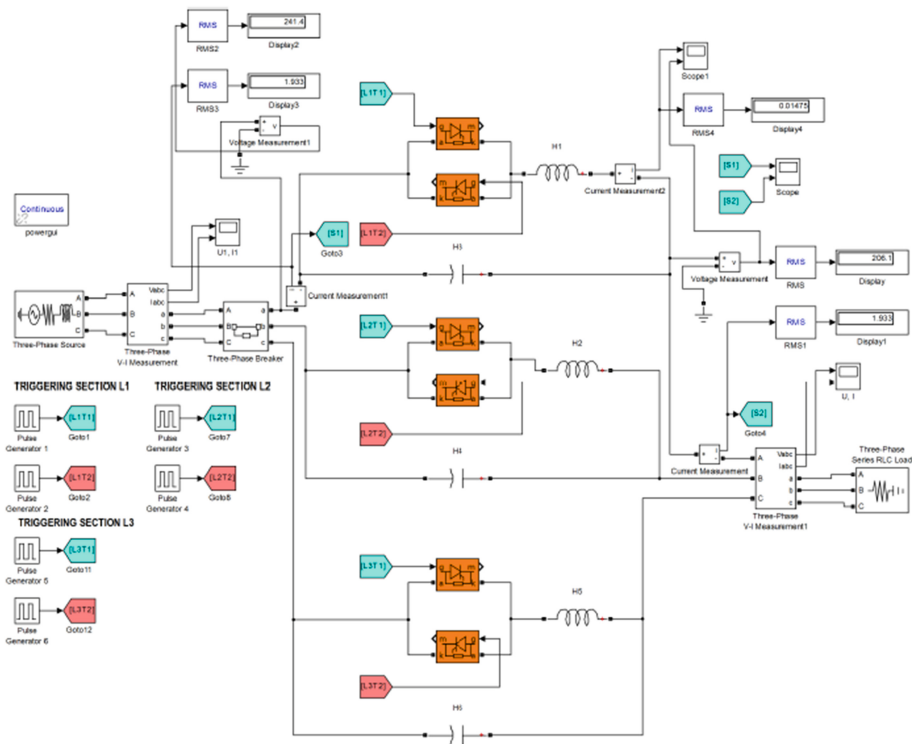 RMS
RMS2
241.4
Display2
RMS
RMS3
1.933
Display3
+
-
v
Voltage Measurement1
Continuous
powergui
U1, I1
Three-Phase Source
A
B
C
A
B
C
Vabc
Iabc
a
b
c
Three-Phase
V-I Measurement
A
B
C
a
b
c
Three-Phase Breaker
[S1]
Goto3
Current Measurement1
[L1T1]
g
m
a
k
m
g
k
a
[L1T2]
H1
+
i
-
Current Measurement2
H3
Scope1
RMS
RMS4
0.01475
Display4
[S1]
[S2]
Scope
+
-
v
Voltage Measurement
RMS
RMS
206.1
Display
RMS
RMS1
1.933
Display1
[L2T1]
g
m
a
k
m
g
k
a
[L2T2]
H2
H4
U, I
[S2]
Goto4
+
i
-
Current Measurement
A
B
C
Vabc
Iabc
a
b
c
Three-Phase
V-I Measurement1
Three-Phase
Series RLC Load
A
B
C
TRIGGERING SECTION L1
Pulse
Generator 1
[L1T1]
Goto1
Pulse
Generator 2
[L1T2]
Goto2
TRIGGERING SECTION L2
Pulse
Generator 3
[L2T1]
Goto7
Pulse
Generator 4
[L2T2]
Goto8
TRIGGERING SECTION L3
Pulse
Generator 5
[L3T1]
Goto11
Pulse
Generator 6
[L3T2]
Goto12
[L3T1]
g
m
a
k
m
g
k
a
[L3T2]
H5
H6